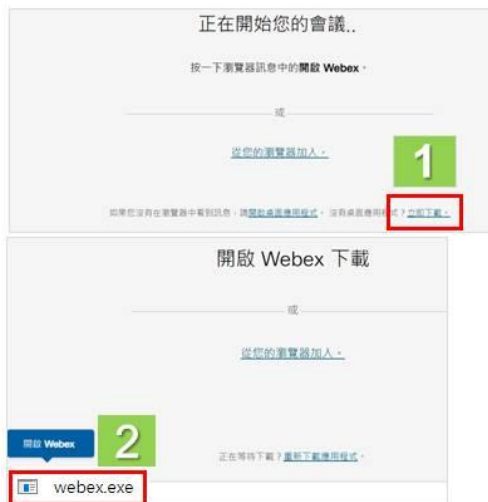 正在開始您的會議..
按一下瀏覽器訊息中的開啟 Webex。
或
從您的瀏覽器加入。
1
如果您沒有在瀏覽器中看到訊息，請開啟桌面應用程式。 沒有桌面應用程式？立即下載。
開啟 Webex 下載
或
從您的瀏覽器加入。
開啟 Webex
2
正在等待下載？重新下載應用程式。
webex.exe